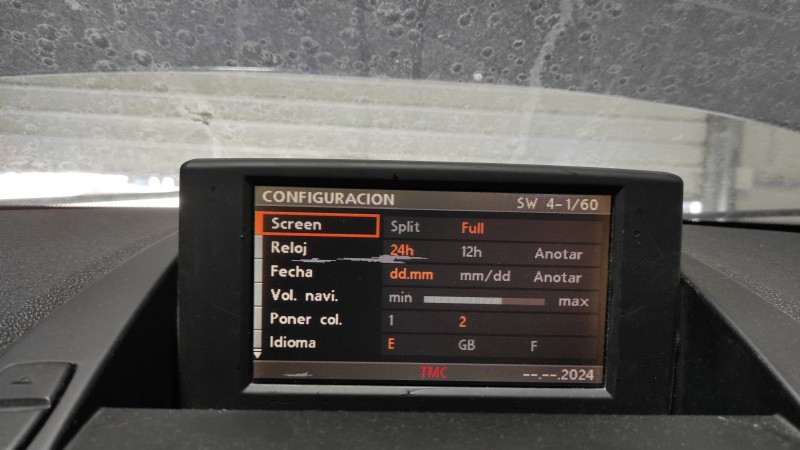 CONFIGURACION SW 4-1/60
Screen Split Full
Reloj 24h 12h Anotar
Fecha dd.mm mm/dd Anotar
Vol. navi. min max
Poner col. 1 2
Idioma E GB F
TMC --.--.2024